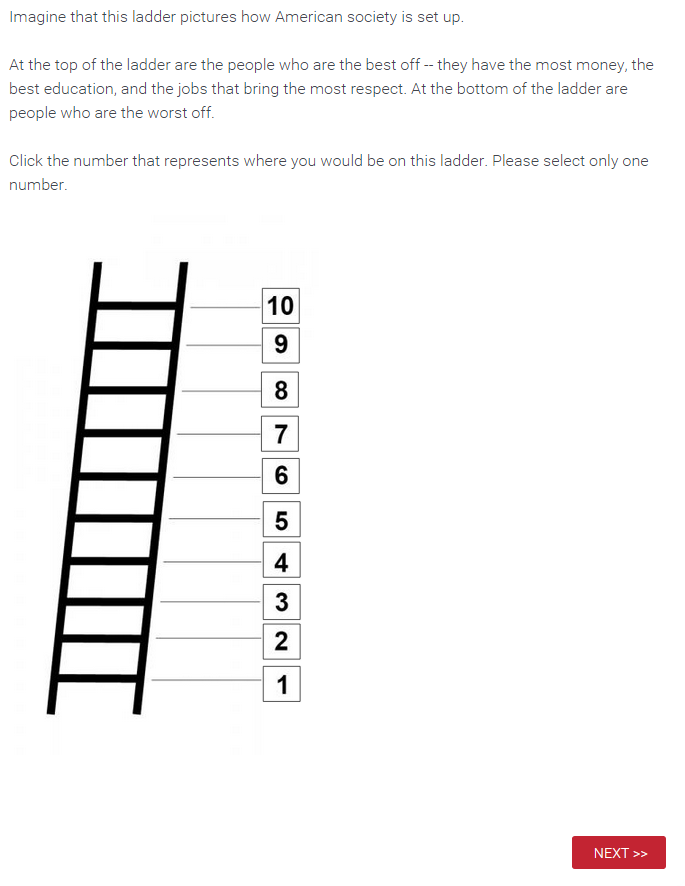 Imagine that this ladder pictures how American society is set up.
At the top of the ladder are the people who are the best off -- they have the most money, the
best education, and the jobs that bring the most respect. At the bottom of the ladder are
people who are the worst off.
Click the number that represents where you would be on this ladder. Please select only one
number.
10
9
8
7
6
5
4
3
2
1
NEXT >>